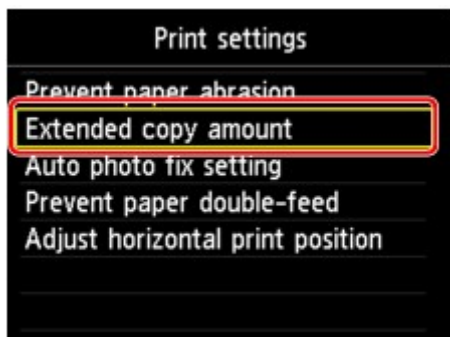 Print settings
Prevent paper abrasion
Extended copy amount
Auto photo fix setting
Prevent paper double-feed
Adjust horizontal print position